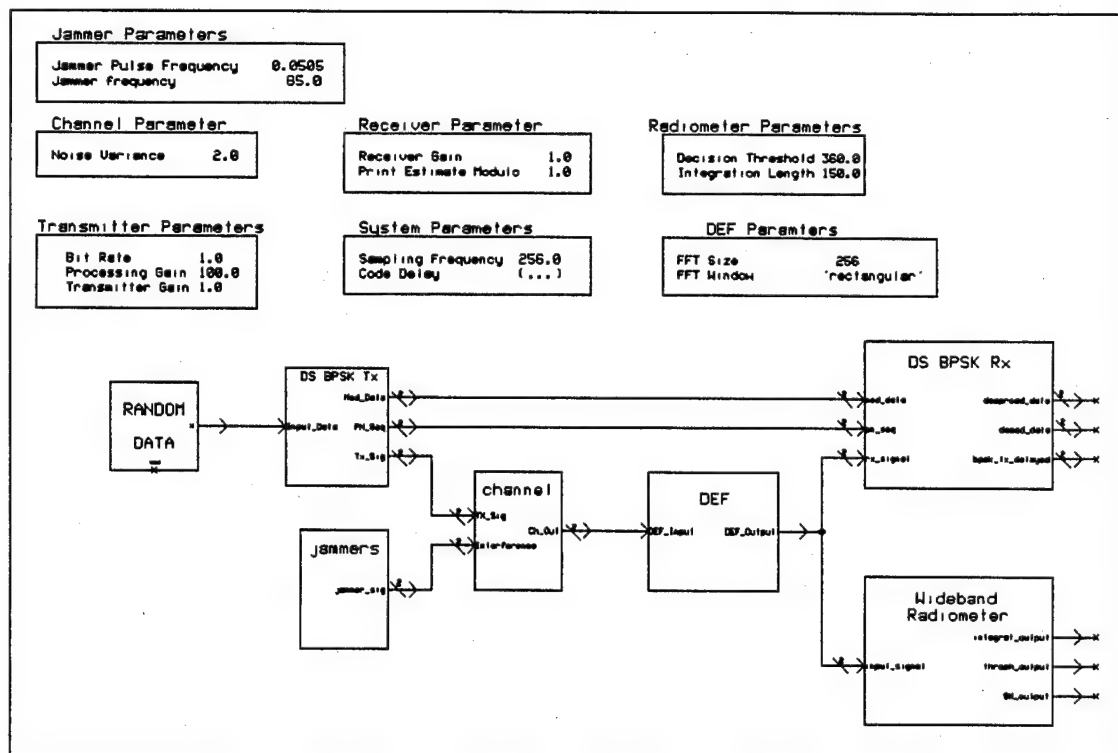 Jammer Parameters
Jammer Pulse Frequency 0.0505
Jammer frequency 85.0
Channel Parameter
Noise Variance 2.0
Receiver Parameter
Receiver Gain 1.0
Print Estimate Modulo 1.0
Radiometer Parameters
Decision Threshold 360.0
Integration Length 150.0
Transmitter Parameters
Bit Rate 1.0
Processing Gain 100.0
Transmitter Gain 1.0
System Parameters
Sampling Frequency 256.0
Code Delay (...)
DEF Paramters
FFT Size 256
FFT Window 'rectangular'
RANDOM
DATA
DS BPSK Tx
Mod_Data
Input_Data
PN_Seq
Tx_Sig
jammers
jammer_sig
channel
TX_Sig
Ch_Out
Interference
DEF
DEF_Input
DEF_Output
DS BPSK Rx
mod_data
despread_data
pn_seq
demod_data
rx_signal
bpsk_tx_delayed
Wideband
Radiometer
integrat_output
input_signal
thresh_output